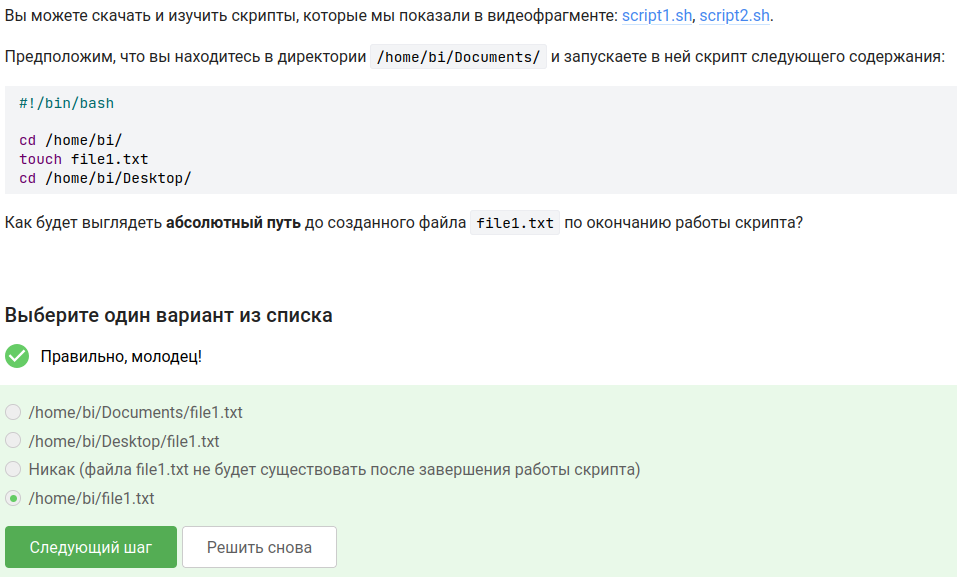 Вы можете скачать и изучить скрипты, которые мы показали в видеофрагменте: script1.sh, script2.sh.
Предположим, что вы находитесь в директории /home/bi/Documents/ и запускаете в ней скрипт следующего содержания:
#!/bin/bash
cd /home/bi/
touch file1.txt
cd /home/bi/Desktop/
Как будет выглядеть абсолютный путь до созданного файла file1.txt по окончанию работы скрипта?
Выберите один вариант из списка
Правильно, молодец!
/home/bi/Documents/file1.txt
/home/bi/Desktop/file1.txt
Никак (файла file1.txt не будет существовать после завершения работы скрипта)
/home/bi/file1.txt
Следующий шаг Решить снова